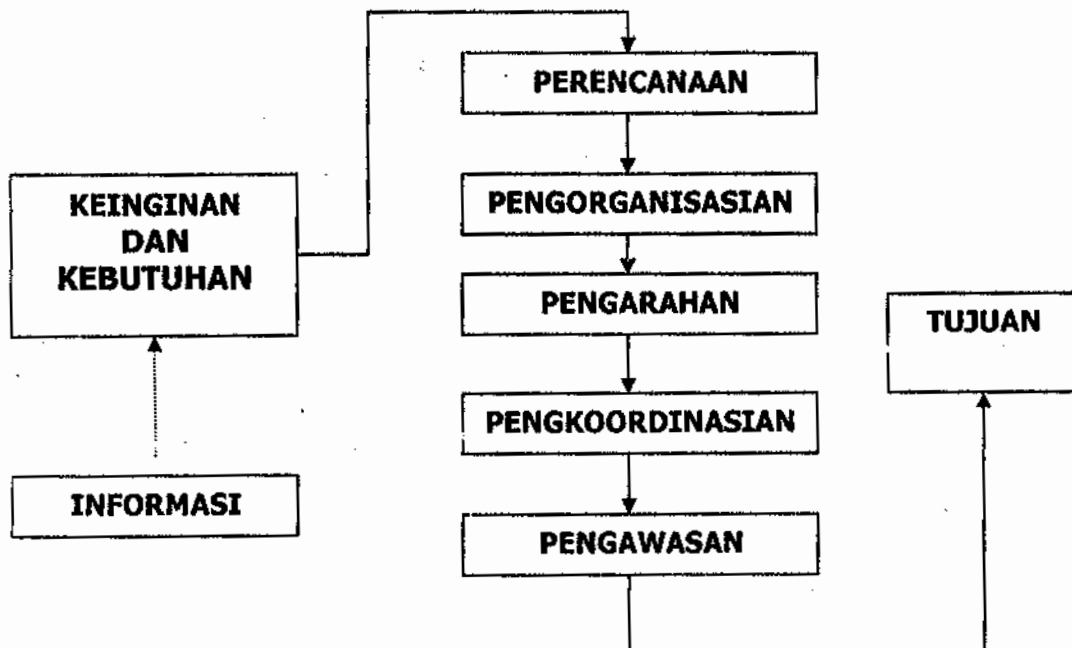 PERENCANAAN
KEINGINAN
DAN
KEBUTUHAN
PENGORGANISASIAN
PENGARAHAN
TUJUAN
PENGKOORDINASIAN
INFORMASI
PENGAWASAN